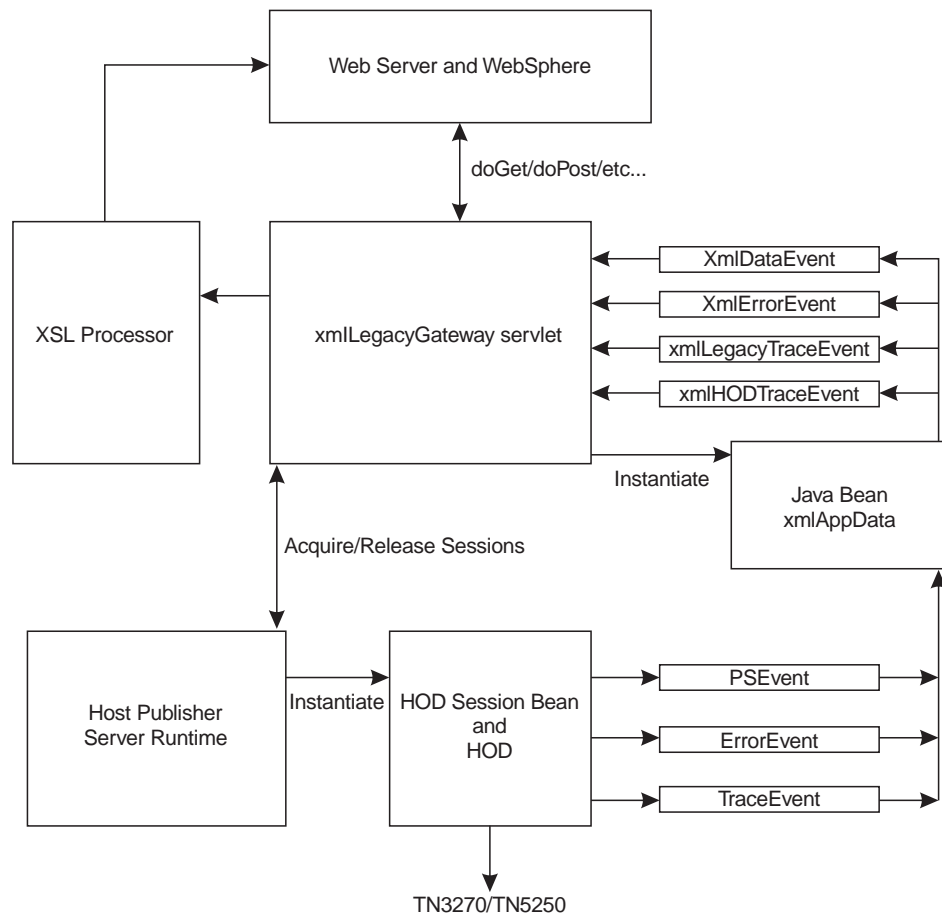 Web Server and WebSphere
doGet/doPost/etc...
XSL Processor
xmlLegacyGateway servlet
XmlDataEvent
XmlErrorEvent
xmlLegacyTraceEvent
xmlHODTraceEvent
Instantiate
Java Bean
xmlAppData
Acquire/Release Sessions
Host Publisher
Server Runtime
Instantiate
HOD Session Bean
and
HOD
PSEvent
ErrorEvent
TraceEvent
TN3270/TN5250